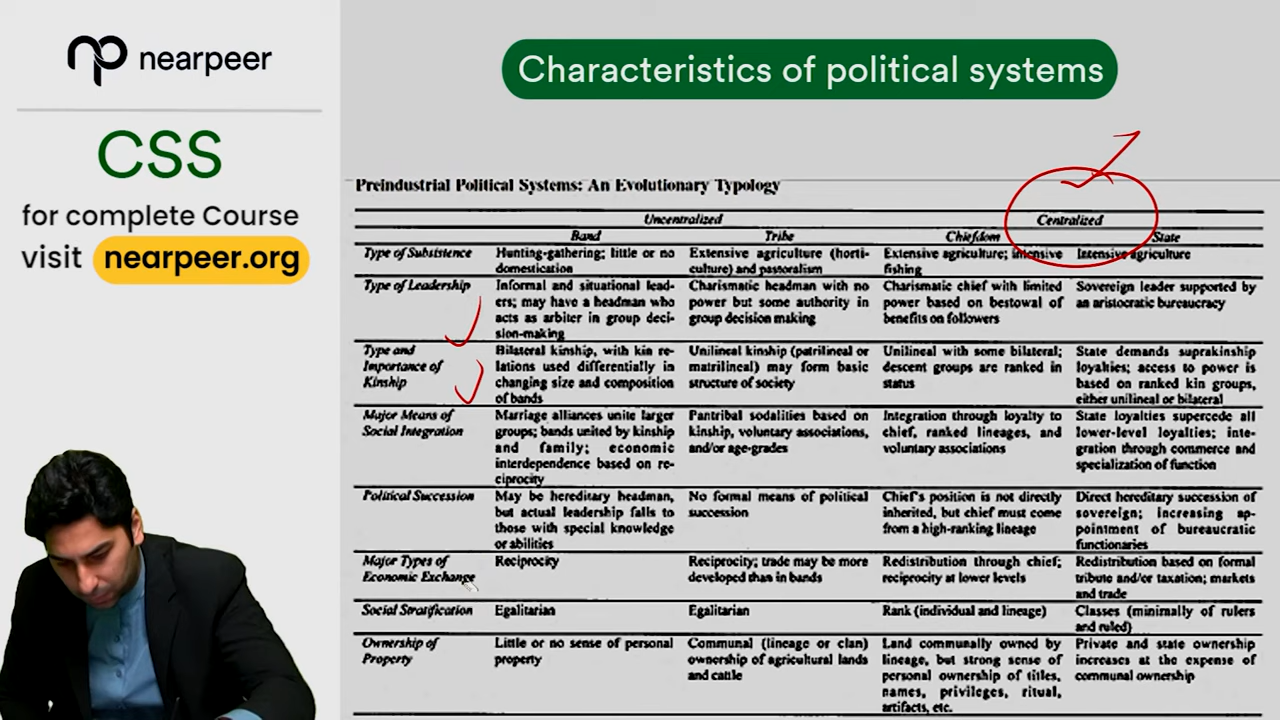 nearpeer
CSS
for complete Course
visit nearpeer.org
Characteristics of political systems
Preindustrial Political Systems: An Evolutionary Typology
Uncentralized
Centralized
Band
Tribe
Chiefdom
State
Type of Subsistence
Hunting-gathering; little or no
domestication
Extensive agriculture (horti-
culture) and pastoralism
Extensive agriculture; intensive
fishing
Intensive agriculture
Type of Leadership
Informal and situational lead-
ers; may have a headman who
acts as arbiter in group deci-
sion-making
Charismatic headman with no
power but some authority in
group decision making
Charismatic chief with limited
power based on bestowal of
benefits on followers
Sovereign leader supported by
an aristocratic bureaucracy
Type and
Importance of
Kinship
Bilateral kinship, with kin re-
lations used differentially in
changing size and composition
of bands
Unilineal kinship (patrilineal or
matrilineal) may form basic
structure of society
Unilineal with some bilateral;
descent groups are ranked in
status
State demands suprakinship
loyalties; access to power is
based on ranked kin groups,
either unilineal or bilateral
Major Means of
Social Integration
Marriage alliances unite larger
groups; bands united by kinship
and family; economic
interdependence based on re-
ciprocity
Pantribal sodalities based on
kinship, voluntary associations,
and/or age-grades
Integration through loyalty to
chief, ranked lineages, and
voluntary associations
State loyalties supercede all
lower-level loyalties; inte-
gration through commerce and
specialization of function
Political Succession
May be hereditary headman,
but actual leadership falls to
those with special knowledge
or abilities
No formal means of political
succession
Chief's position is not directly
inherited, but chief must come
from a high-ranking lineage
Direct hereditary succession of
sovereign; increasing ap-
pointment of bureaucratic
functionaries
Major Types of
Economic Exchange
Reciprocity
Reciprocity; trade may be more
developed than in bands
Redistribution through chief;
reciprocity at lower levels
Redistribution based on formal
tribute and/or taxation; markets
and trade
Social Stratification
Egalitarian
Egalitarian
Rank (individual and lineage)
Classes (minimally of rulers
and ruled)
Ownership of
Property
Little or no sense of personal
property
Communal (lineage or clan)
ownership of agricultural lands
and cattle
Land communally owned by
lineage, but strong sense of
personal ownership of titles,
names, privileges, ritual,
artifacts, etc.
Private and state ownership
increases at the expense of
communal ownership